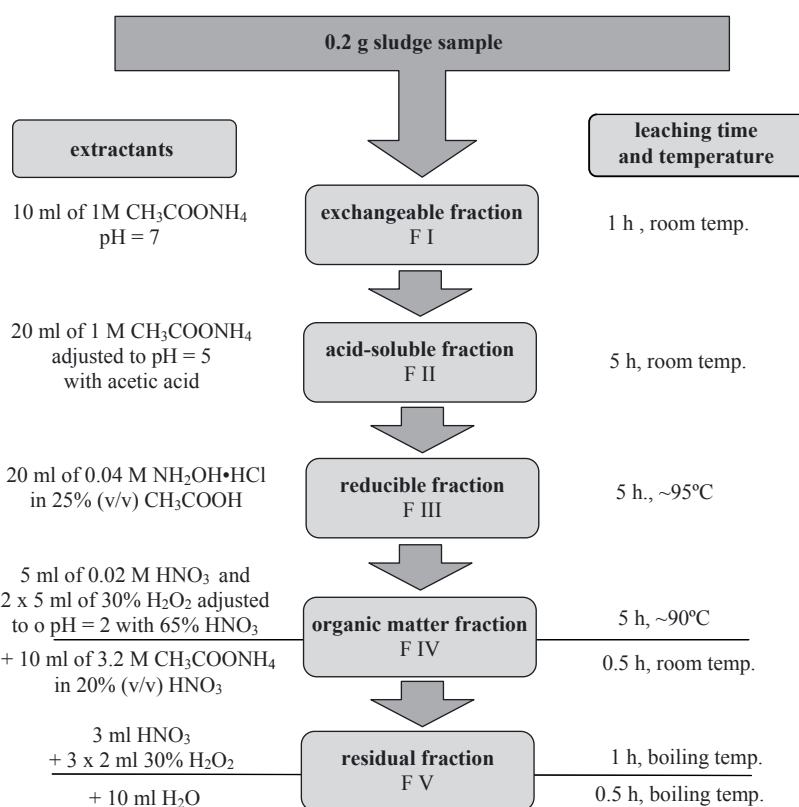 0.2 g sludge sample
extractants
leaching time
and temperature
10 ml of 1M CH₃COONH₄
pH = 7
exchangeable fraction
F I
1 h , room temp.
20 ml of 1 M CH₃COONH₄
adjusted to pH = 5
with acetic acid
acid-soluble fraction
F II
5 h, room temp.
20 ml of 0.04 M NH₂OH•HCl
in 25% (v/v) CH₃COOH
reducible fraction
F III
5 h., ~95ºC
5 ml of 0.02 M HNO₃ and
2 x 5 ml of 30% H₂O₂ adjusted
to o pH = 2 with 65% HNO₃
+ 10 ml of 3.2 M CH₃COONH₄
in 20% (v/v) HNO₃
organic matter fraction
F IV
5 h, ~90ºC
0.5 h, room temp.
3 ml HNO₃
+ 3 x 2 ml 30% H₂O₂
+ 10 ml H₂O
residual fraction
F V
1 h, boiling temp.
0.5 h, boiling temp.